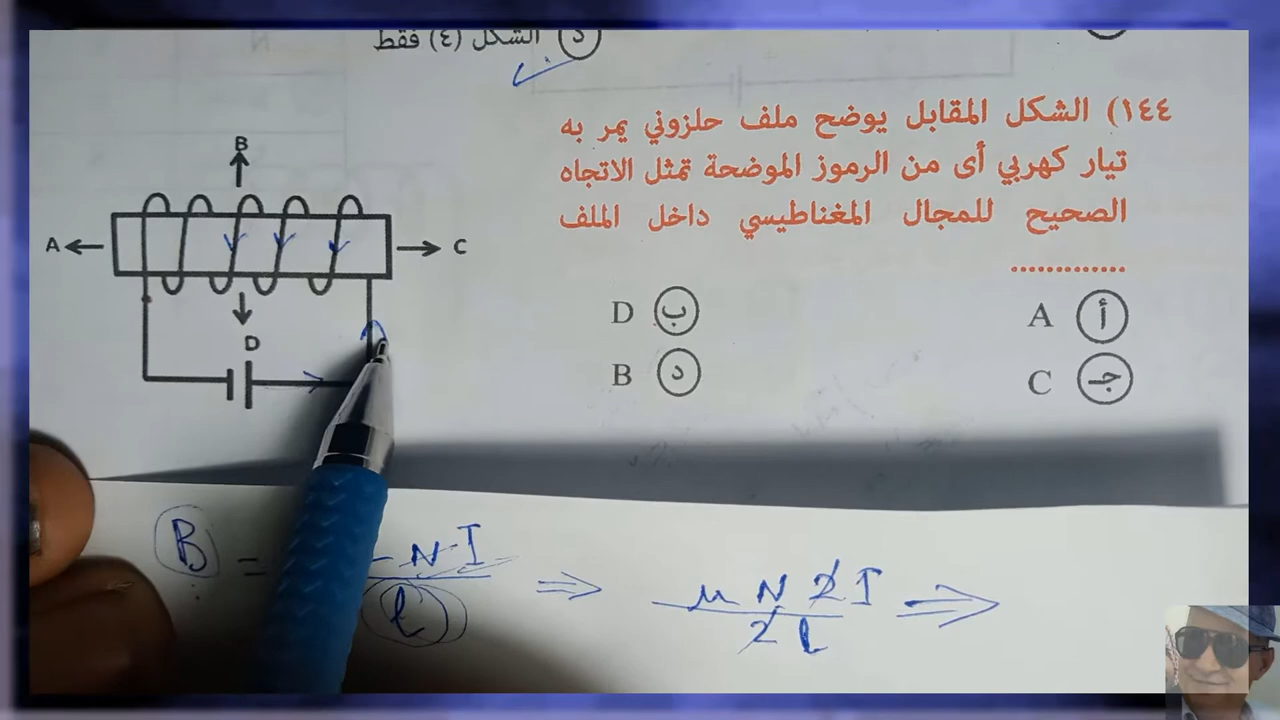 د الشكل (٤) فقط
١٤٤) الشكل المقابل يوضح ملف حلزوني يمر به
تيار كهربي أى من الرموز الموضحة تمثل الاتجاه
الصحيح للمجال المغناطيسي داخل الملف
.............
أ A
ب D
جـ C
د B
B
A
C
D
B = N I
l
⇒
μ N 2 I
2 l
⇒